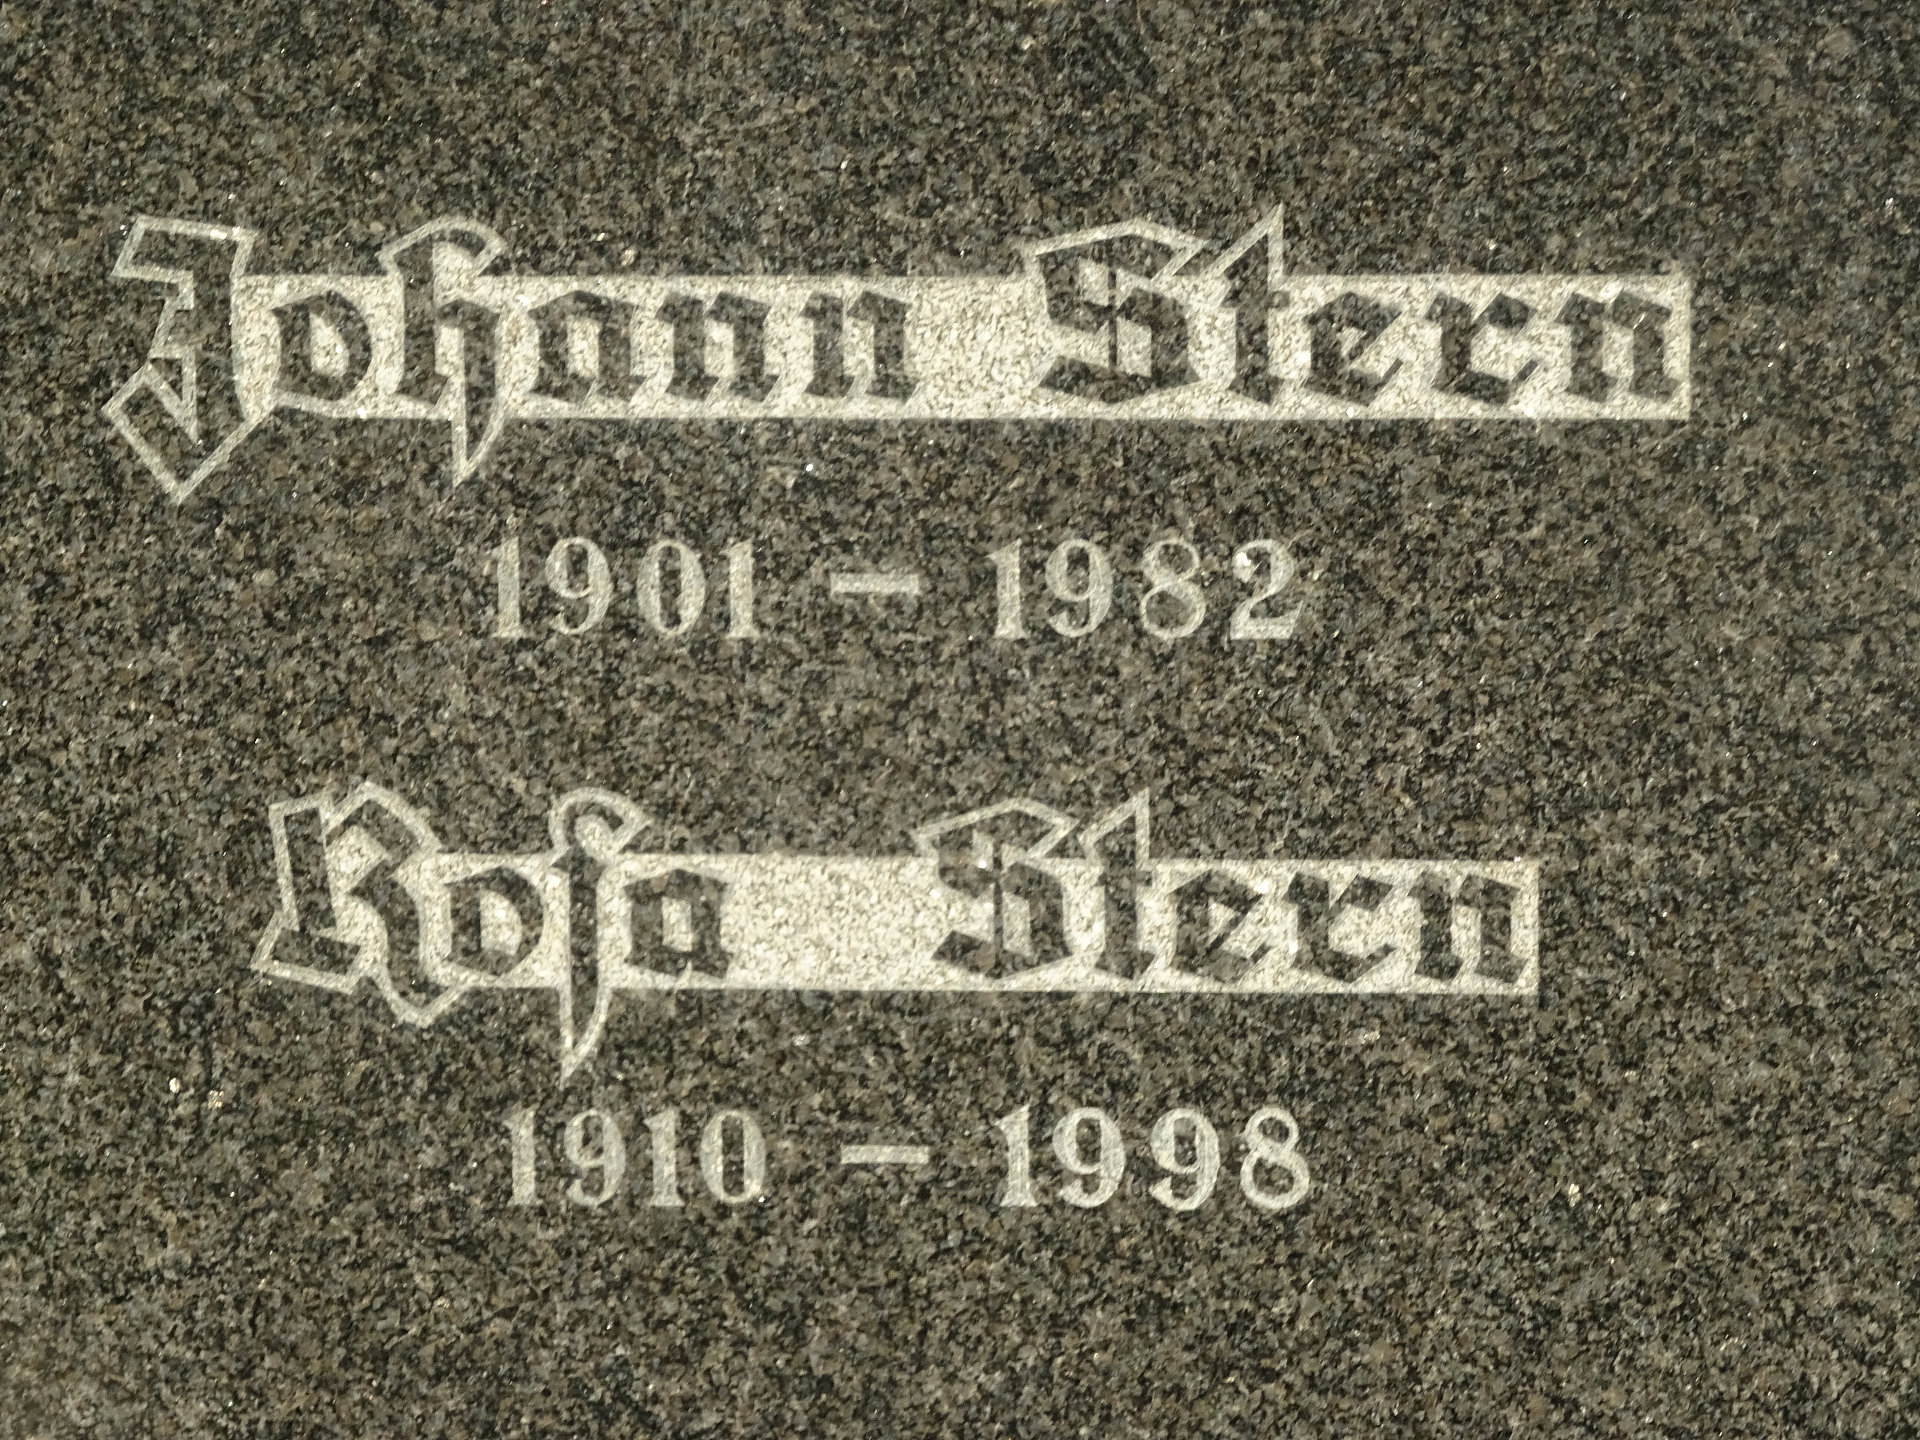 Johann Stern
1901 – 1982
Roſa Stern
1910 – 1998